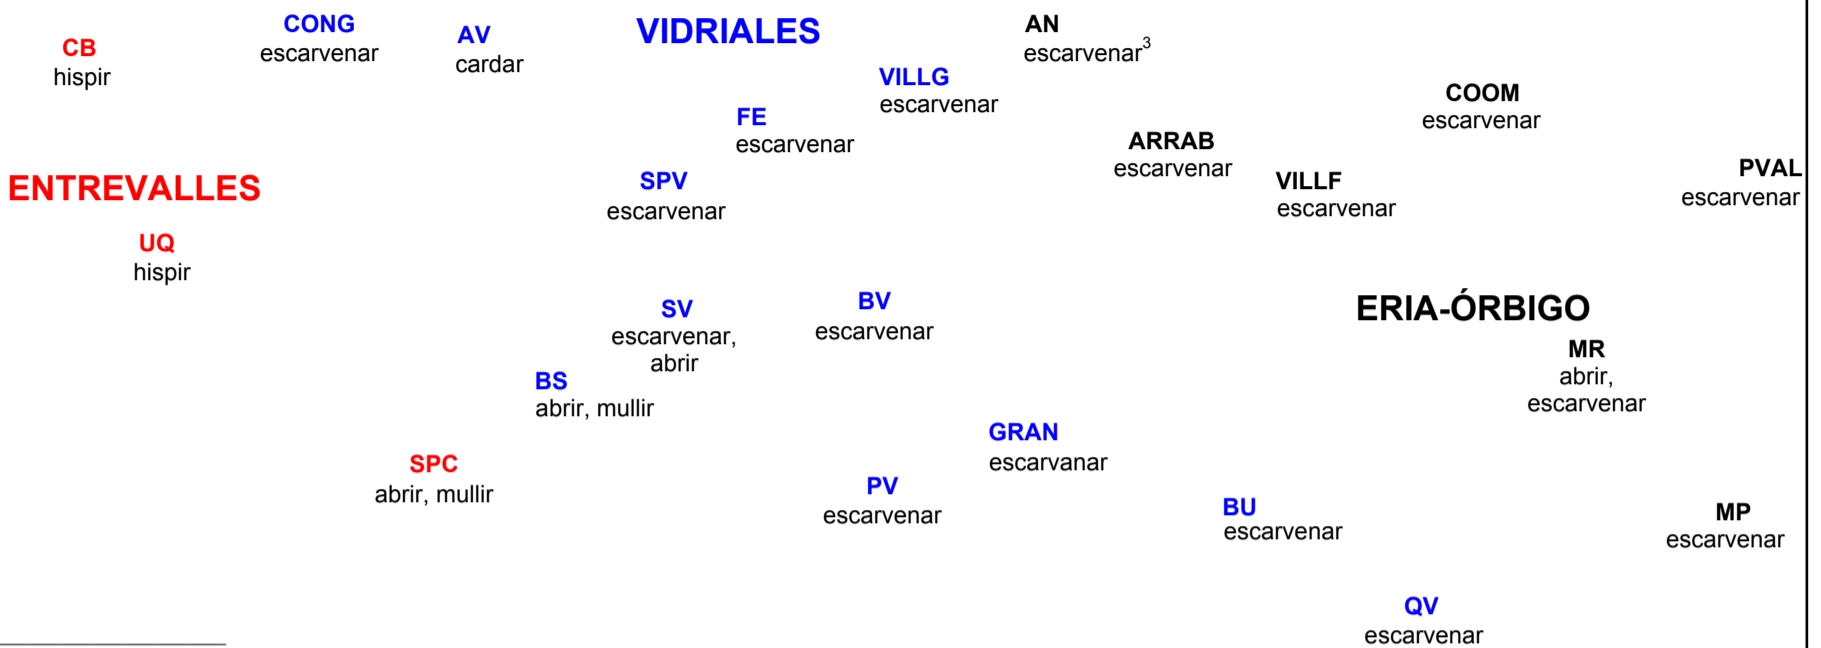 CONG
escarvenar
AV
cardar
VIDRIALES
AN
escarvenar³
CB
hispir
VILLG
escarvenar
COOM
escarvenar
FE
escarvenar
ARRAB
escarvenar
PVAL
escarvenar
ENTREVALLES
SPV
escarvenar
VILLF
escarvenar
UQ
hispir
SV
escarvenar,
abrir
BV
escarvenar
ERIA-ÓRBIGO
MR
abrir,
escarvenar
BS
abrir, mullir
GRAN
escarvanar
SPC
abrir, mullir
PV
escarvenar
BU
escarvenar
MP
escarvenar
QV
escarvenar